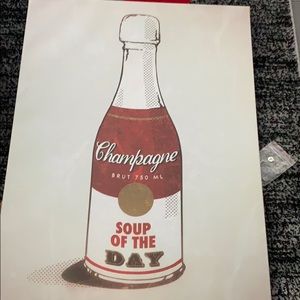 Champagne
BRUT 750 ML
SOUP
OF THE
DAY